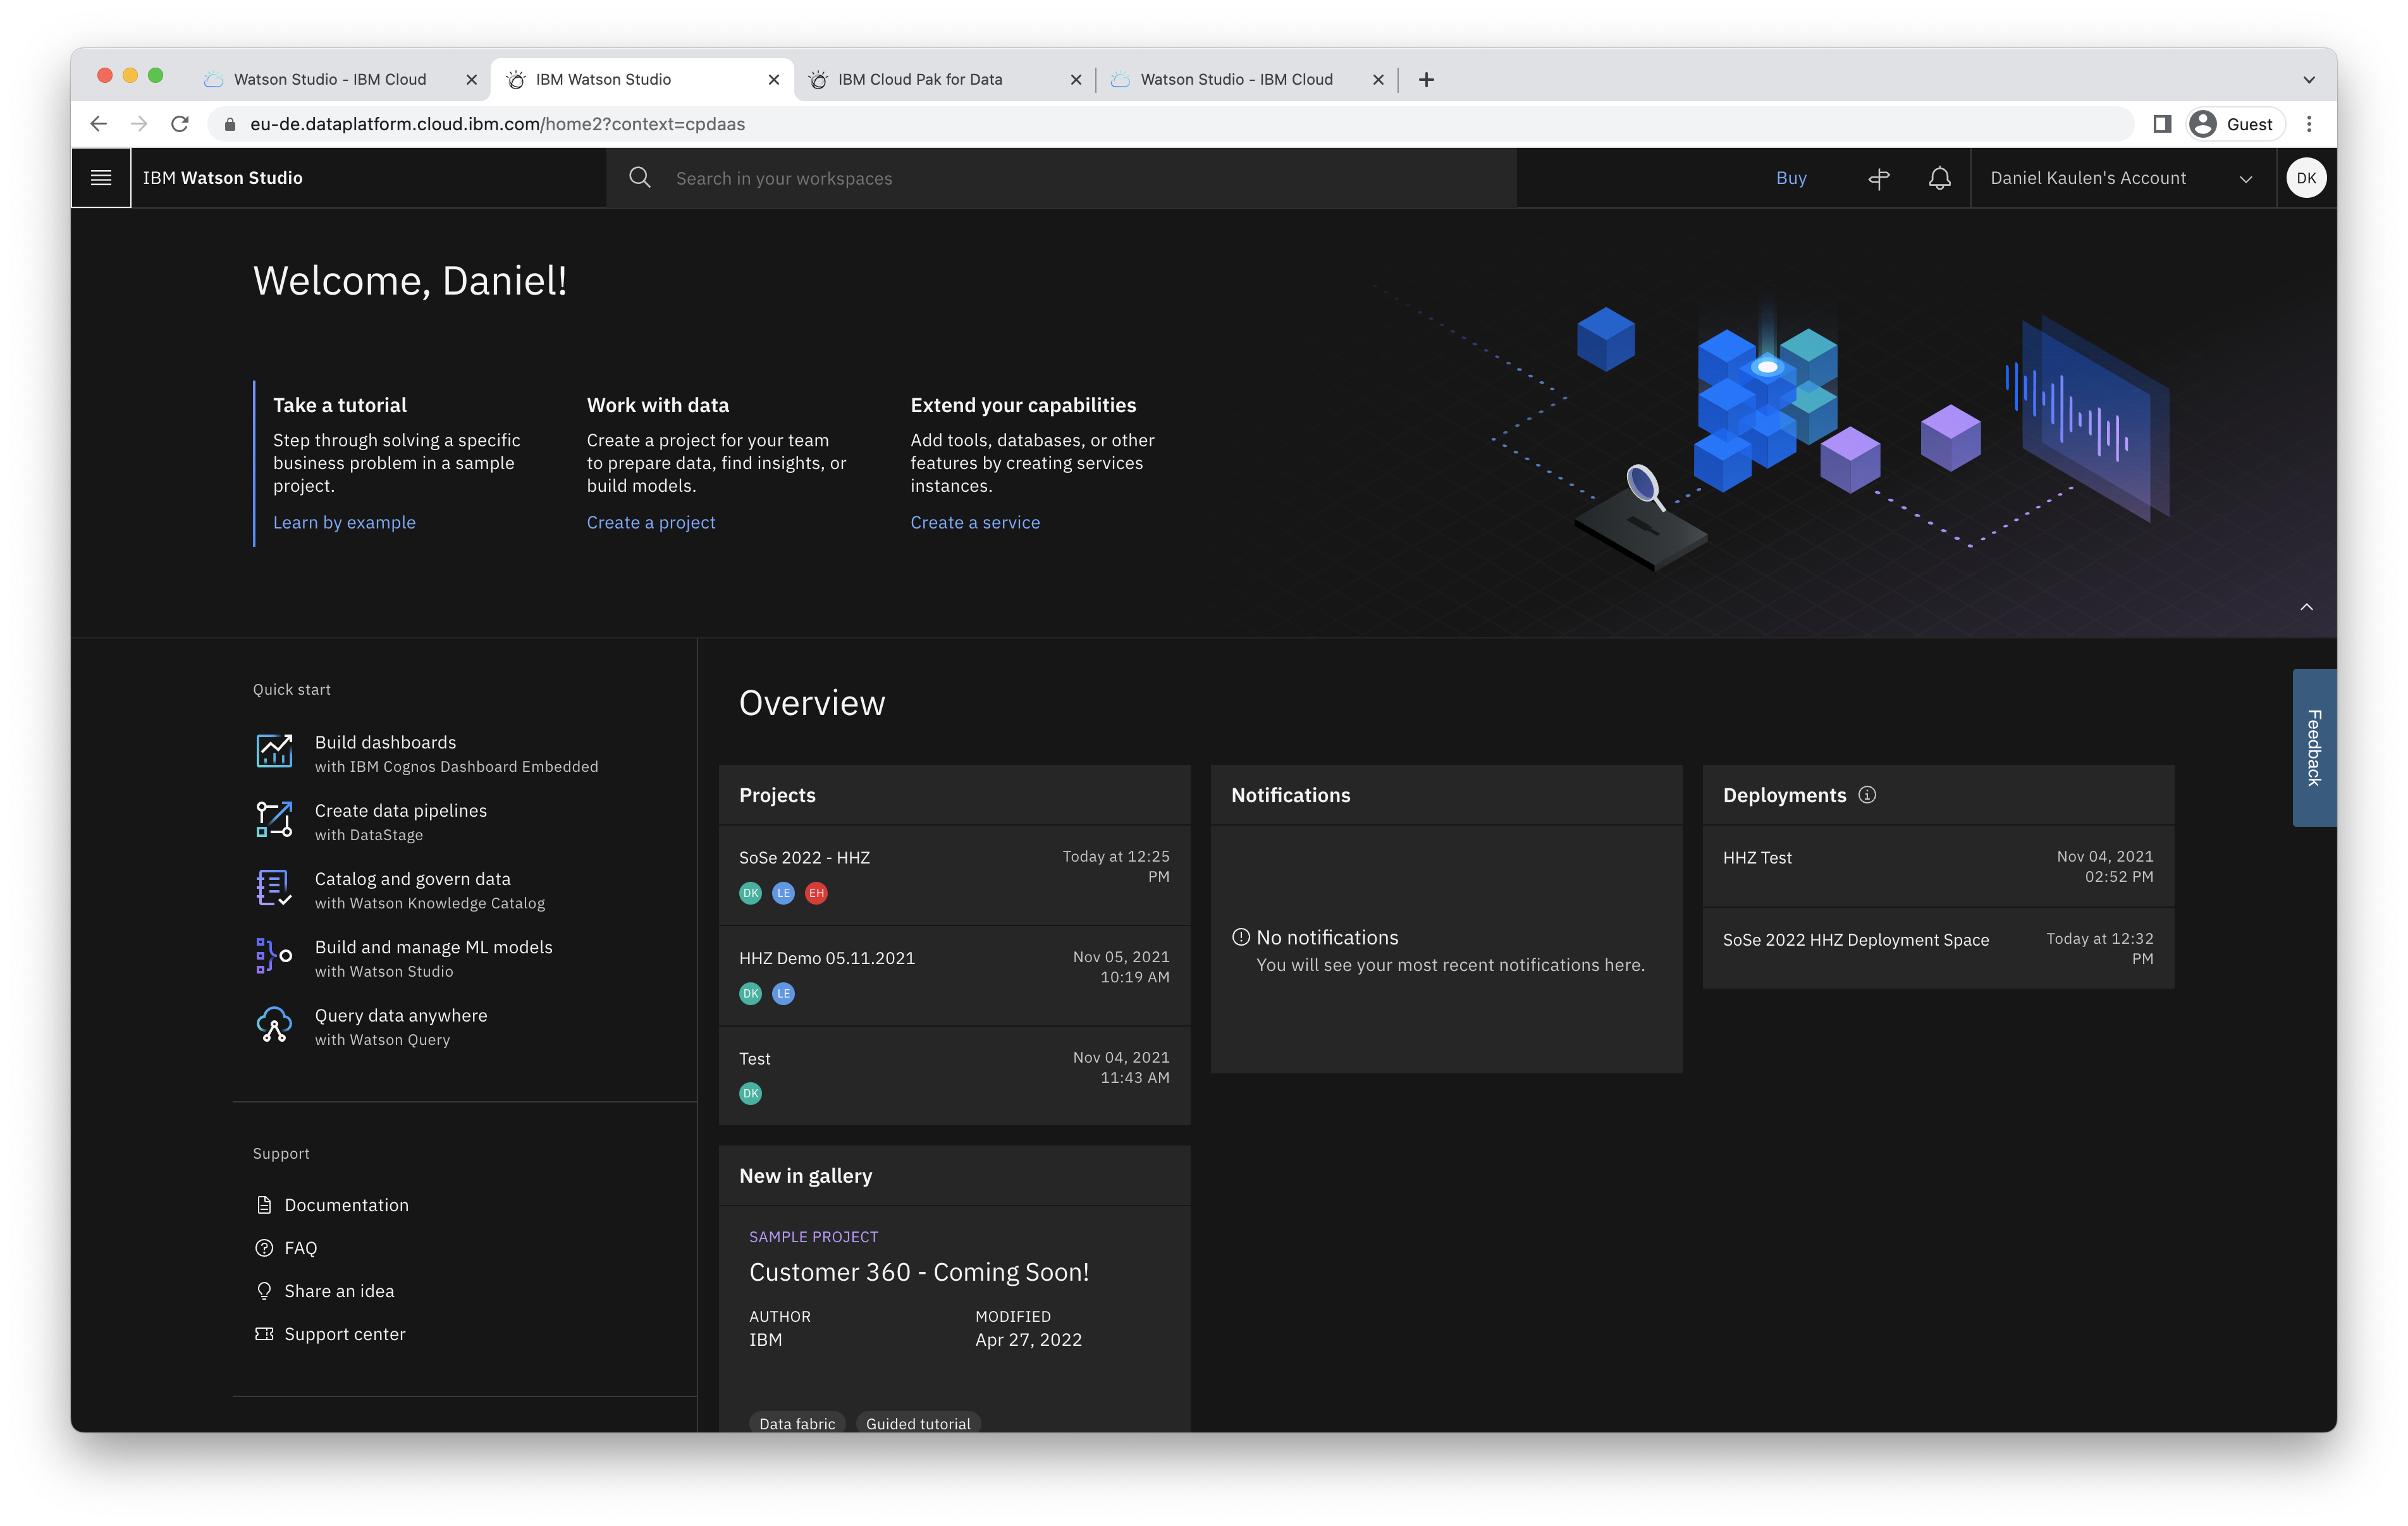 Watson Studio - IBM Cloud
IBM Watson Studio
IBM Cloud Pak for Data
Watson Studio - IBM Cloud
eu-de.dataplatform.cloud.ibm.com/home2?context=cpdaas
Guest
IBM Watson Studio
Search in your workspaces
Buy
Daniel Kaulen's Account
DK
Welcome, Daniel!
Take a tutorial
Step through solving a specific
business problem in a sample
project.
Learn by example
Work with data
Create a project for your team
to prepare data, find insights, or
build models.
Create a project
Extend your capabilities
Add tools, databases, or other
features by creating services
instances.
Create a service
Quick start
Build dashboards
with IBM Cognos Dashboard Embedded
Create data pipelines
with DataStage
Catalog and govern data
with Watson Knowledge Catalog
Build and manage ML models
with Watson Studio
Query data anywhere
with Watson Query
Support
Documentation
FAQ
Share an idea
Support center
Overview
Projects
SoSe 2022 - HHZ
Today at 12:25
PM
DK LE EH
HHZ Demo 05.11.2021
Nov 05, 2021
10:19 AM
DK LE
Test
Nov 04, 2021
11:43 AM
DK
New in gallery
SAMPLE PROJECT
Customer 360 - Coming Soon!
AUTHOR
IBM
MODIFIED
Apr 27, 2022
Data fabric
Guided tutorial
Notifications
No notifications
You will see your most recent notifications here.
Deployments
HHZ Test
Nov 04, 2021
02:52 PM
SoSe 2022 HHZ Deployment Space
Today at 12:32
PM
Feedback